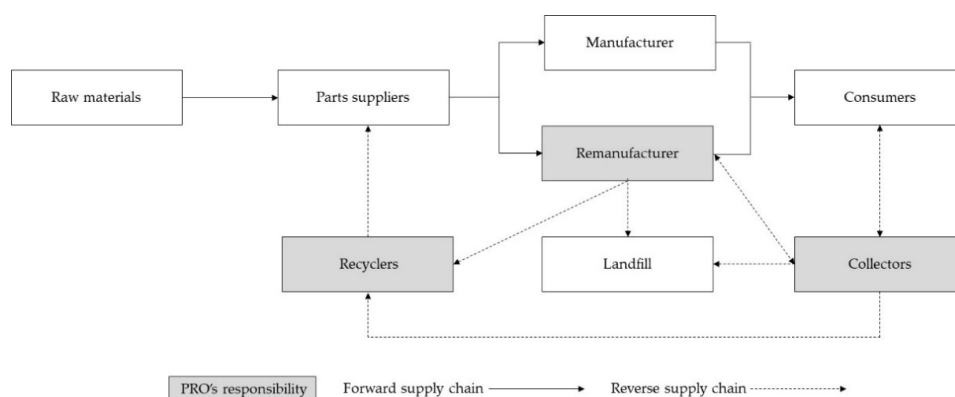 Manufacturer
Raw materials
Parts suppliers
Consumers
Remanufacturer
Recyclers
Landfill
Collectors
PRO's responsibility
Forward supply chain
Reverse supply chain